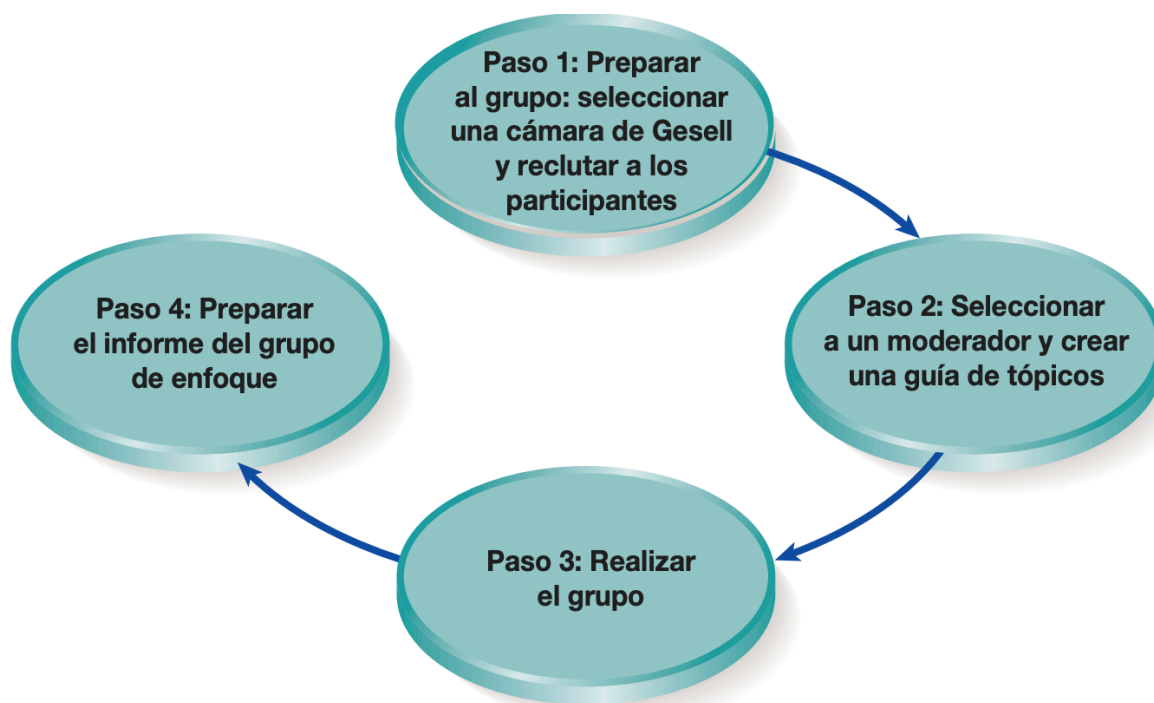 Paso 1: Preparar
al grupo: seleccionar
una cámara de Gesell
y reclutar a los
participantes
Paso 2: Seleccionar
a un moderador y crear
una guía de tópicos
Paso 3: Realizar
el grupo
Paso 4: Preparar
el informe del grupo
de enfoque